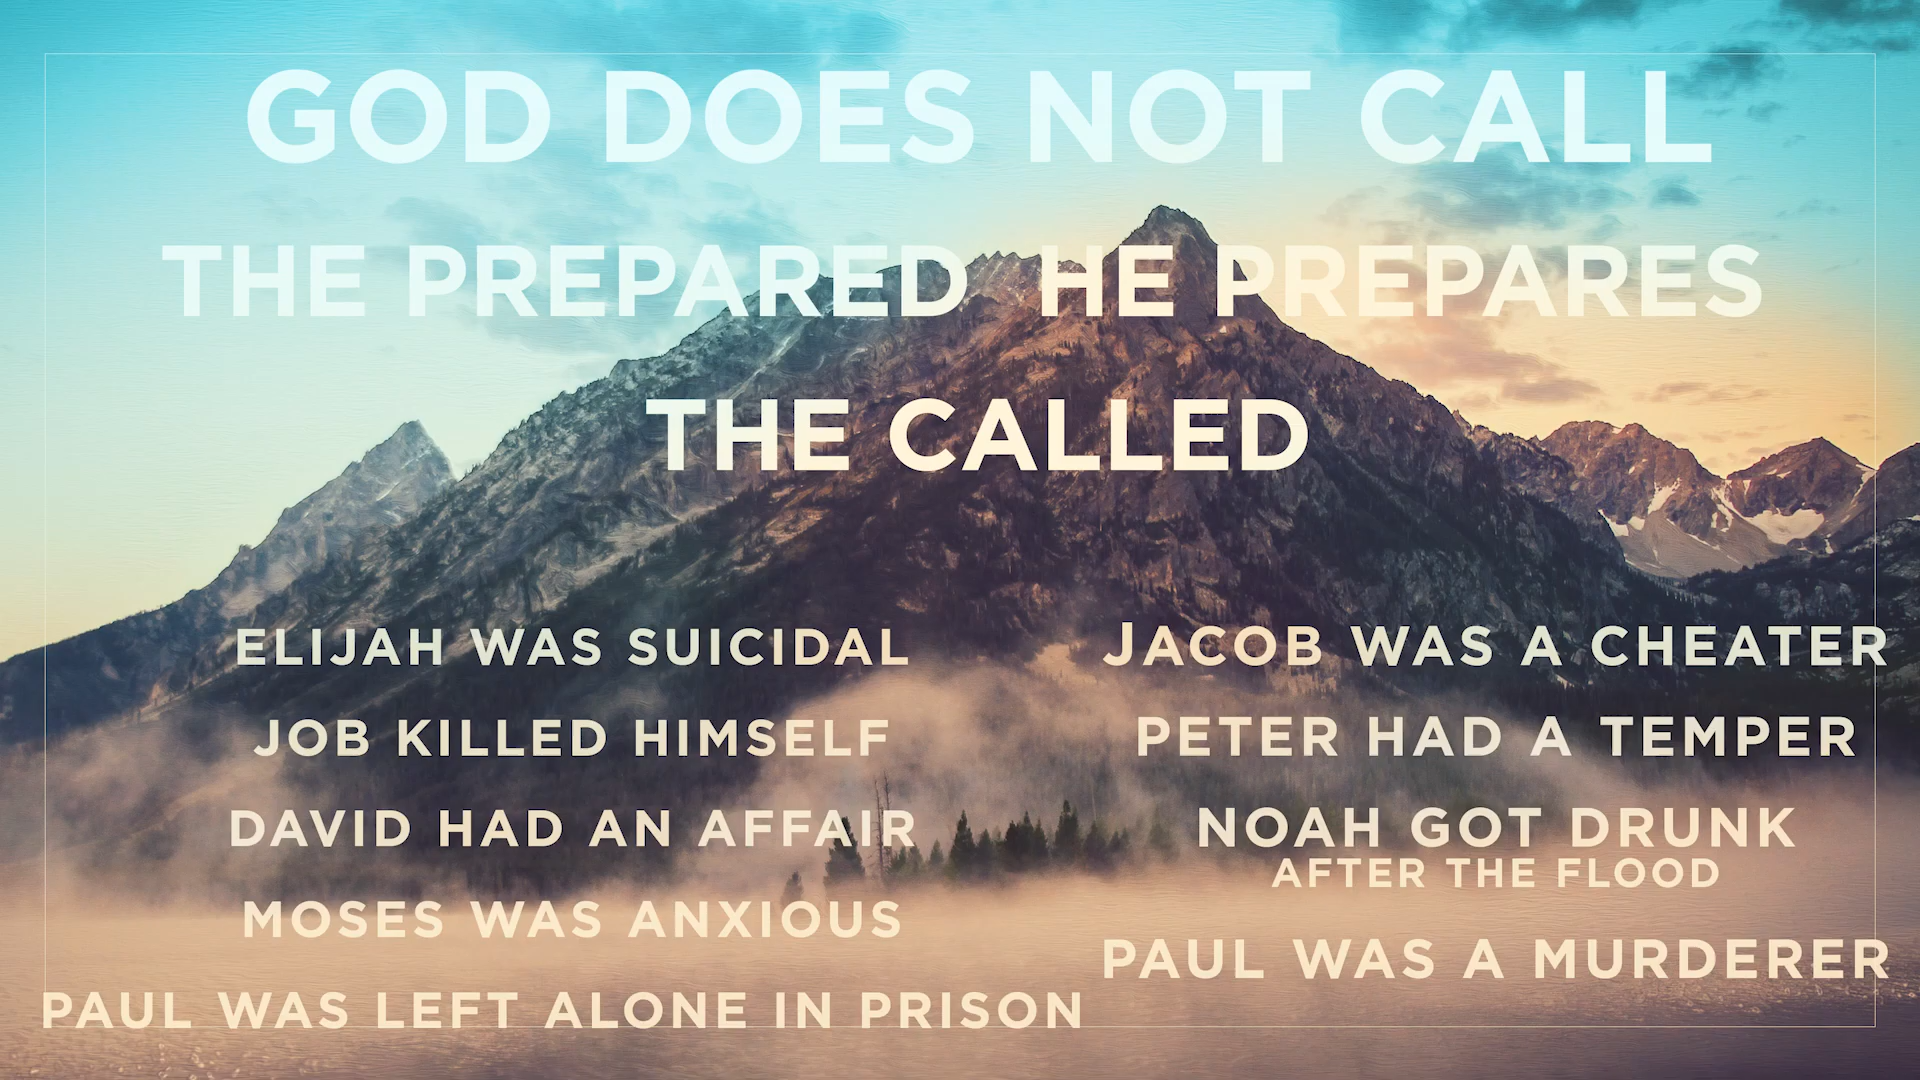 GOD DOES NOT CALL
THE PREPARED HE PREPARES
THE CALLED
ELIJAH WAS SUICIDAL
JOB KILLED HIMSELF
DAVID HAD AN AFFAIR
MOSES WAS ANXIOUS
PAUL WAS LEFT ALONE IN PRISON
JACOB WAS A CHEATER
PETER HAD A TEMPER
NOAH GOT DRUNK
AFTER THE FLOOD
PAUL WAS A MURDERER